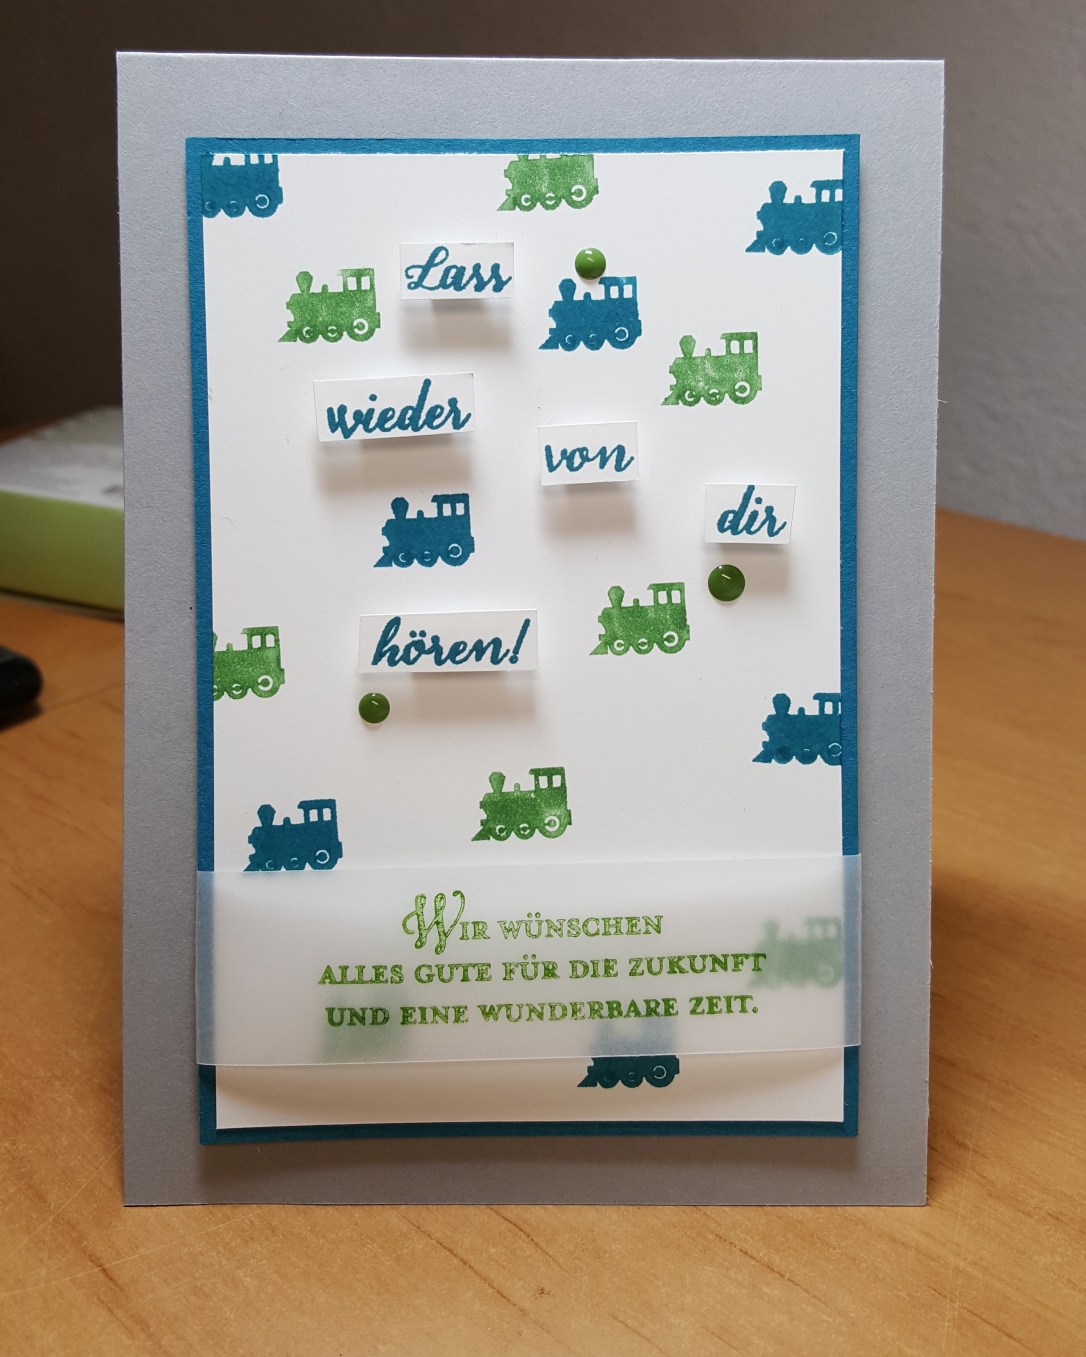 Lass
wieder
von
dir
hören!
Wir wünschen
alles gute für die zukunft
und eine wunderbare zeit.